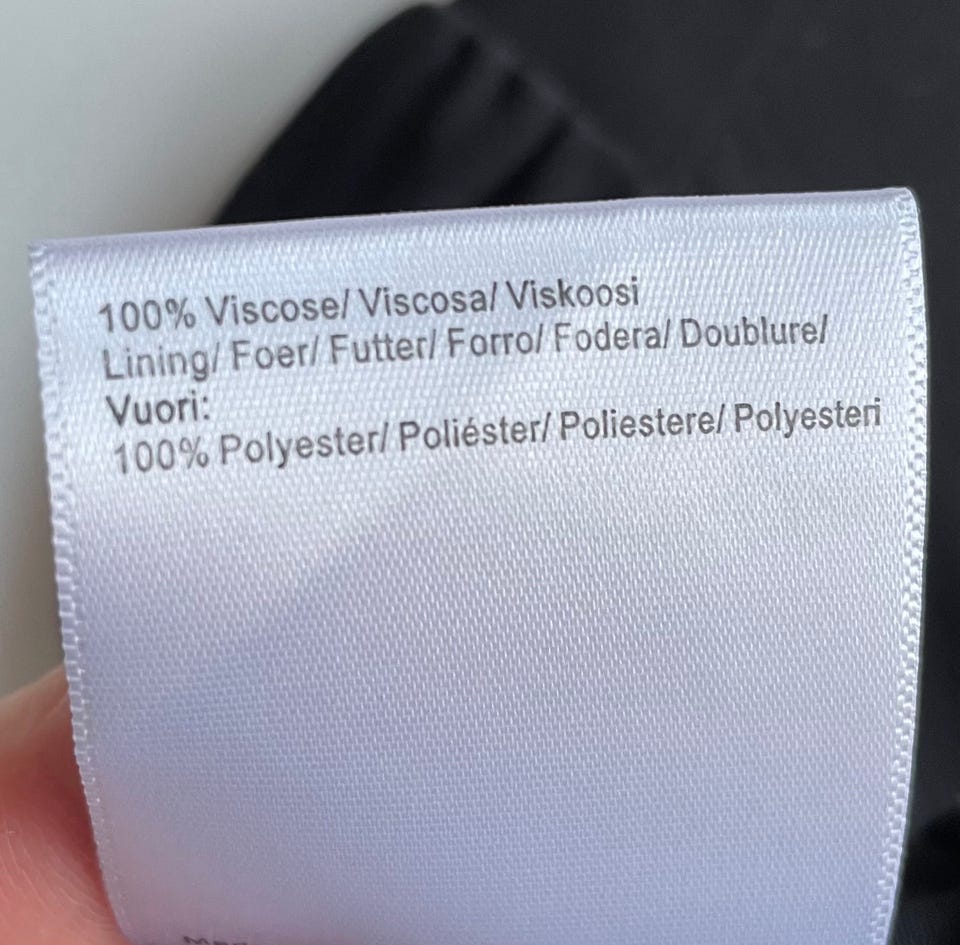 100% Viscose/ Viscosa/ Viskoosi
Lining/ Foer/ Futter/ Forro/ Fodera/ Doublure/
Vuori:
100% Polyester/ Poliéster/ Poliestere/ Polyesteri